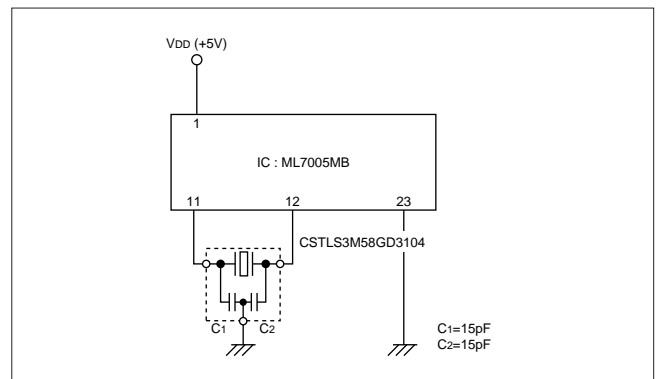 VDD (+5V)
1
IC : ML7005MB
11 12 23
CSTLS3M58GD3104
C1 C2
C1=15pF
C2=15pF